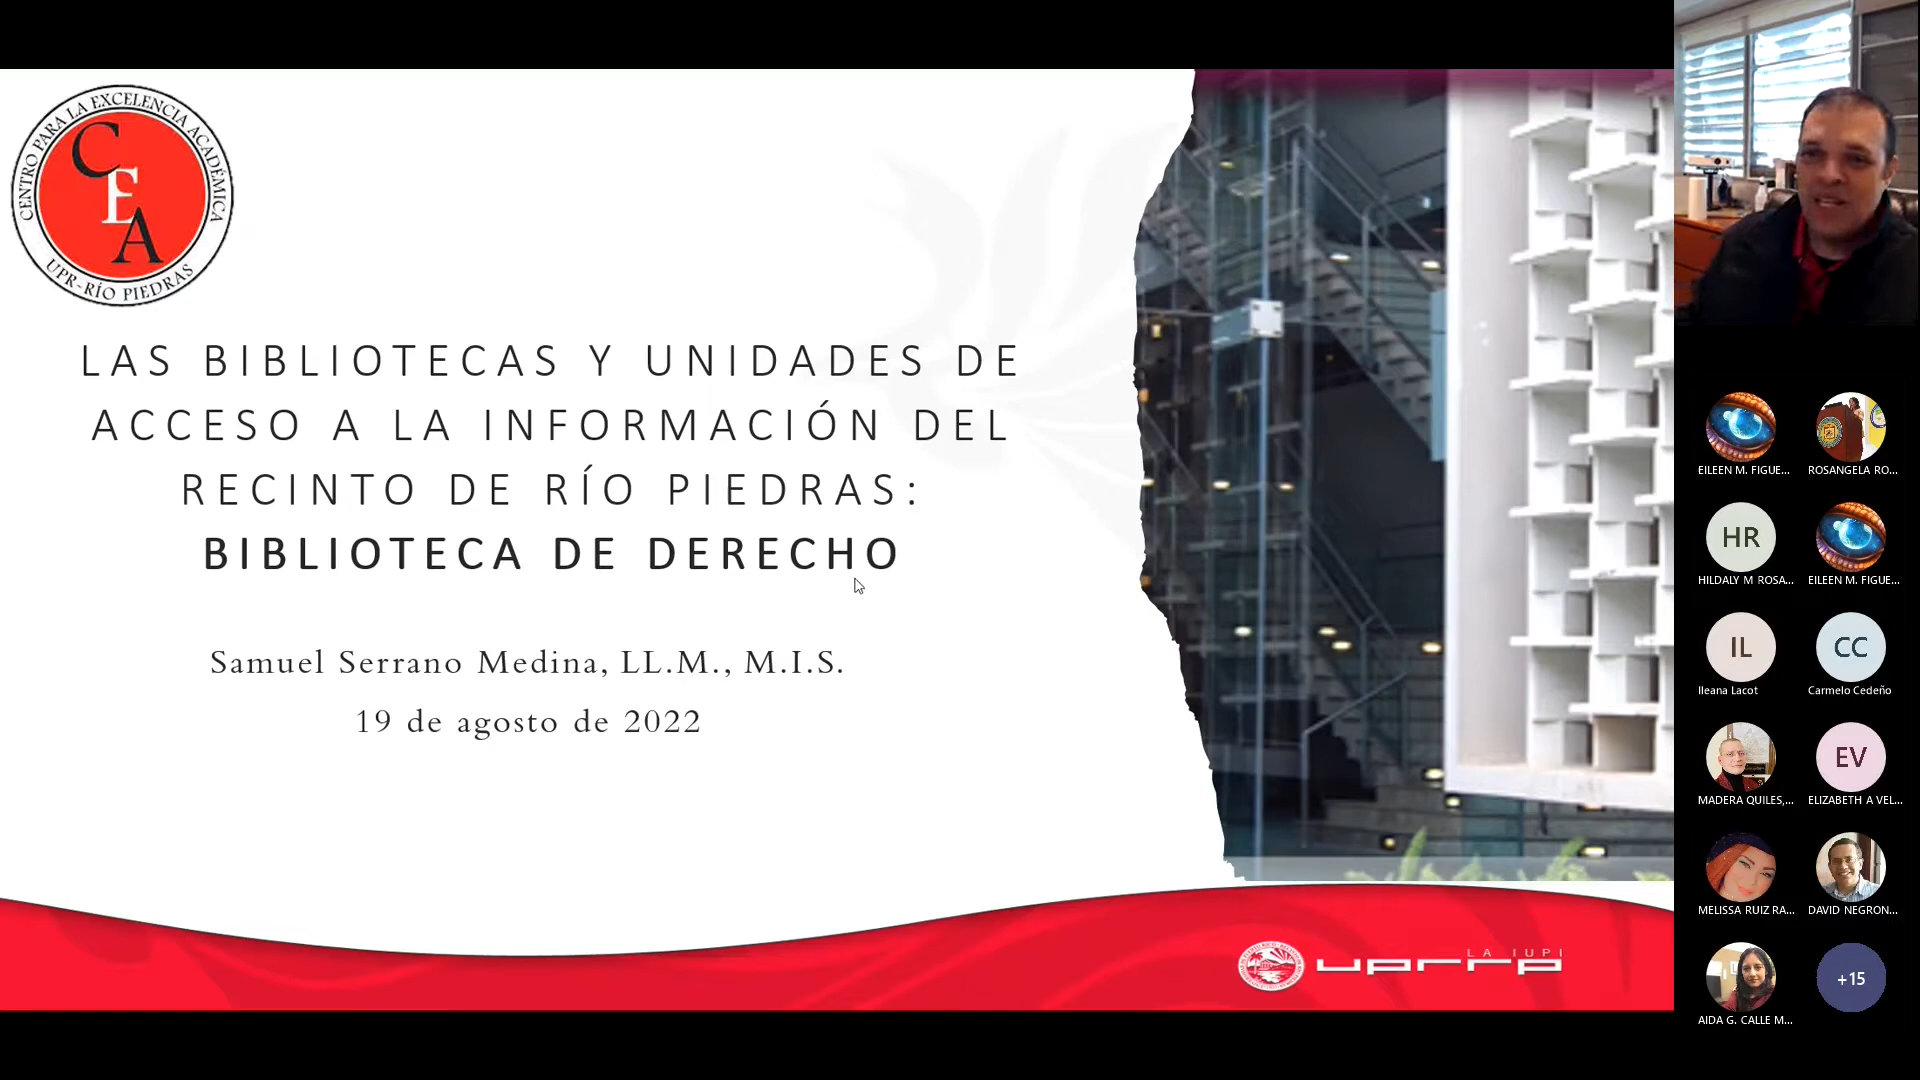 CENTRO PARA LA EXCELENCIA ACADÉMICA
CEA
UPR-RÍO PIEDRAS
LAS BIBLIOTECAS Y UNIDADES DE
ACCESO A LA INFORMACIÓN DEL
RECINTO DE RÍO PIEDRAS:
BIBLIOTECA DE DERECHO
Samuel Serrano Medina, LL.M., M.I.S.
19 de agosto de 2022
LA IUPI
uprrp
EILEEN M. FIGUE...
ROSANGELA RO...
HR
HILDALY M ROSA...
EILEEN M. FIGUE...
IL
CC
Ileana Lacot
Carmelo Cedeño
EV
MADERA QUILES,...
ELIZABETH A VEL...
MELISSA RUIZ RA...
DAVID NEGRON...
+15
AIDA G. CALLE M...